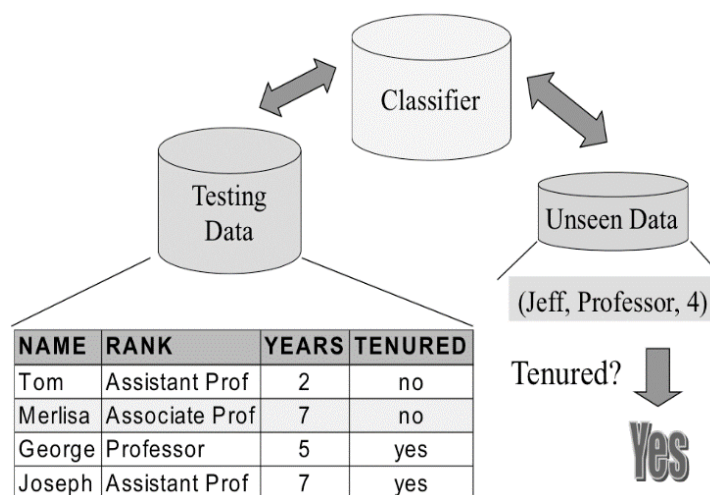 Classifier
Testing
Data
Unseen Data
(Jeff, Professor, 4)
NAME RANK YEARS TENURED
Tom Assistant Prof 2 no
Merlisa Associate Prof 7 no
George Professor 5 yes
Joseph Assistant Prof 7 yes
Tenured?
Yes